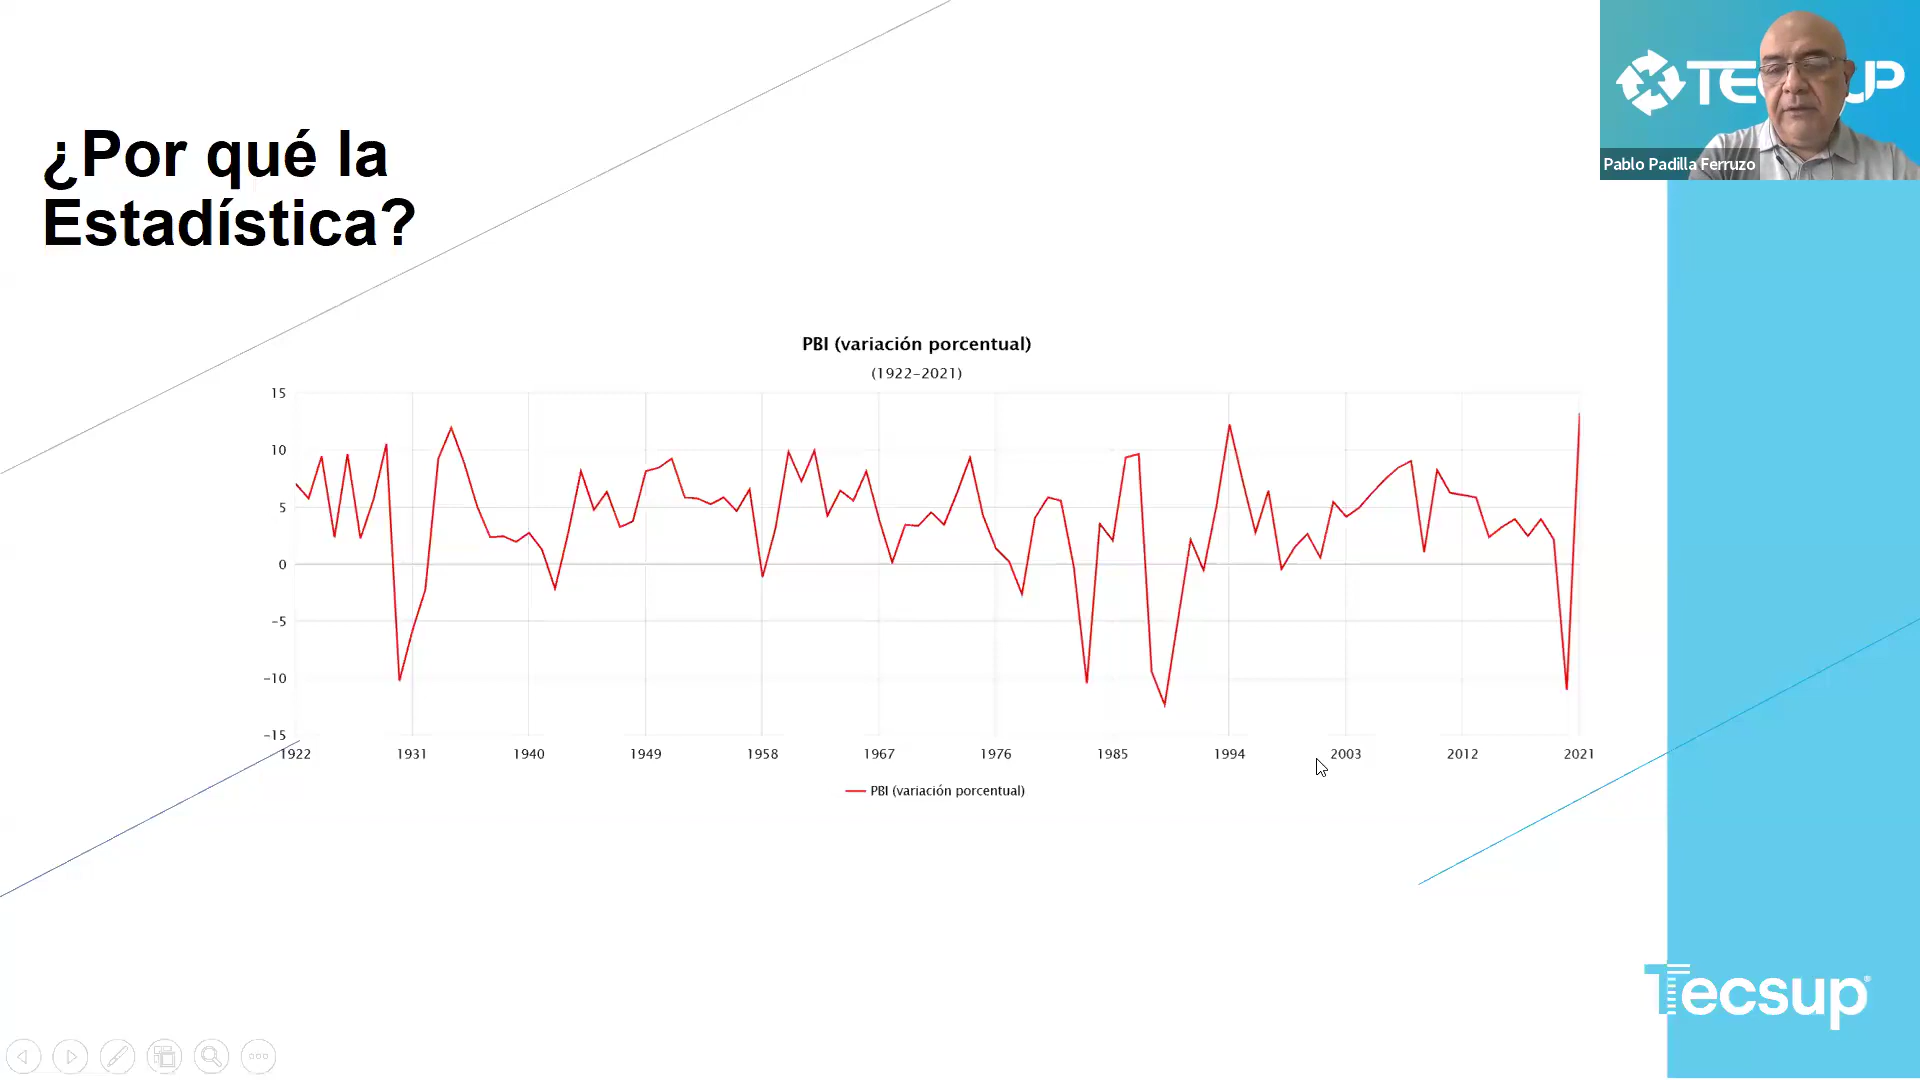 ¿Por qué la
Estadística?
TECSUP
Pablo Padilla Ferruzo
PBI (variación porcentual)
(1922–2021)
15
10
5
0
−5
−10
−15
1922 1931 1940 1949 1958 1967 1976 1985 1994 2003 2012 2021
PBI (variación porcentual)
Tecsup®